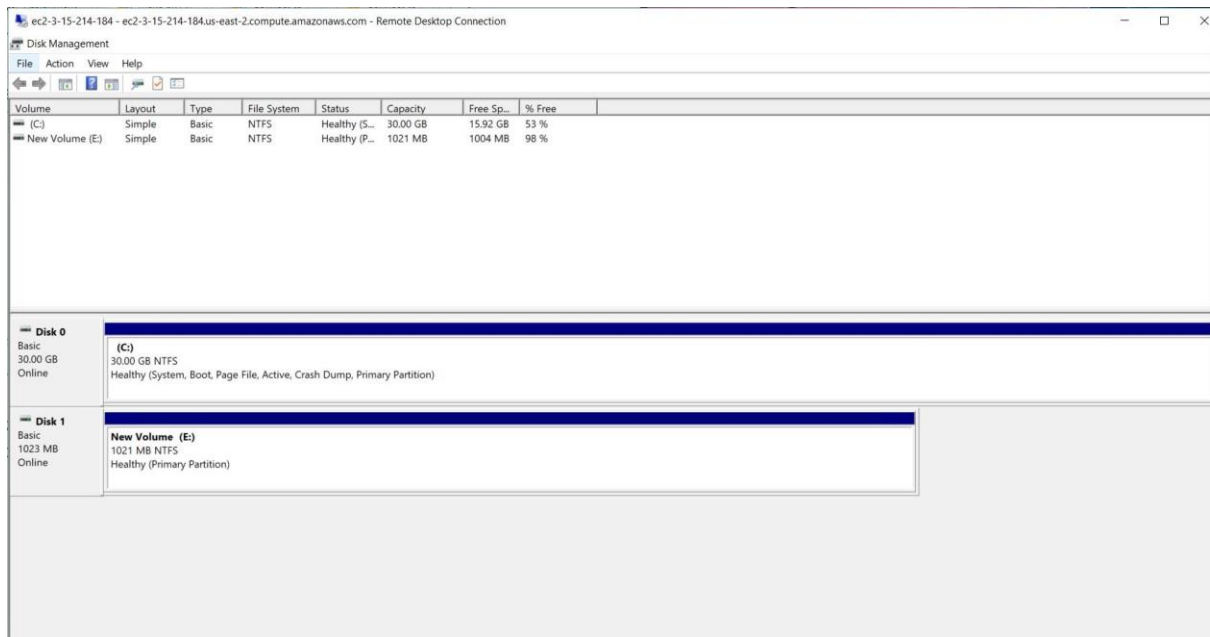 ec2-3-15-214-184 - ec2-3-15-214-184.us-east-2.compute.amazonaws.com - Remote Desktop Connection
Disk Management
File Action View Help
Volume Layout Type File System Status Capacity Free Sp... % Free
(C:) Simple Basic NTFS Healthy (S... 30.00 GB 15.92 GB 53 %
New Volume (E:) Simple Basic NTFS Healthy (P... 1021 MB 1004 MB 98 %
Disk 0
Basic
30.00 GB
Online
(C:)
30.00 GB NTFS
Healthy (System, Boot, Page File, Active, Crash Dump, Primary Partition)
Disk 1
Basic
1023 MB
Online
New Volume (E:)
1021 MB NTFS
Healthy (Primary Partition)